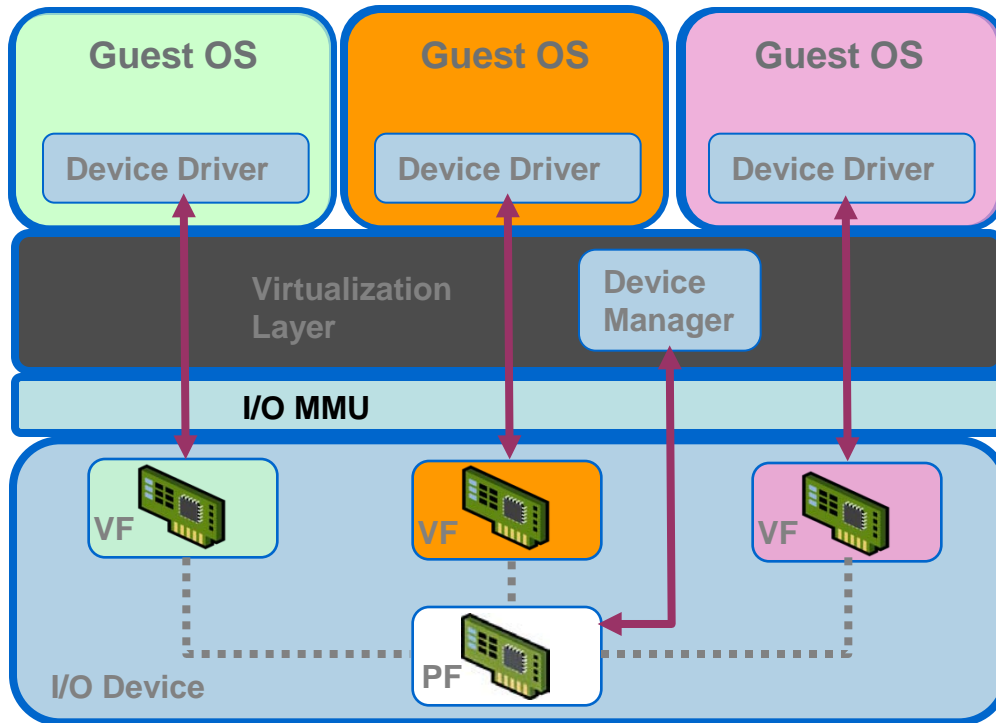 Guest OS
Guest OS
Guest OS
Device Driver
Device Driver
Device Driver
Virtualization
Layer
Device
Manager
I/O MMU
VF
VF
VF
PF
I/O Device